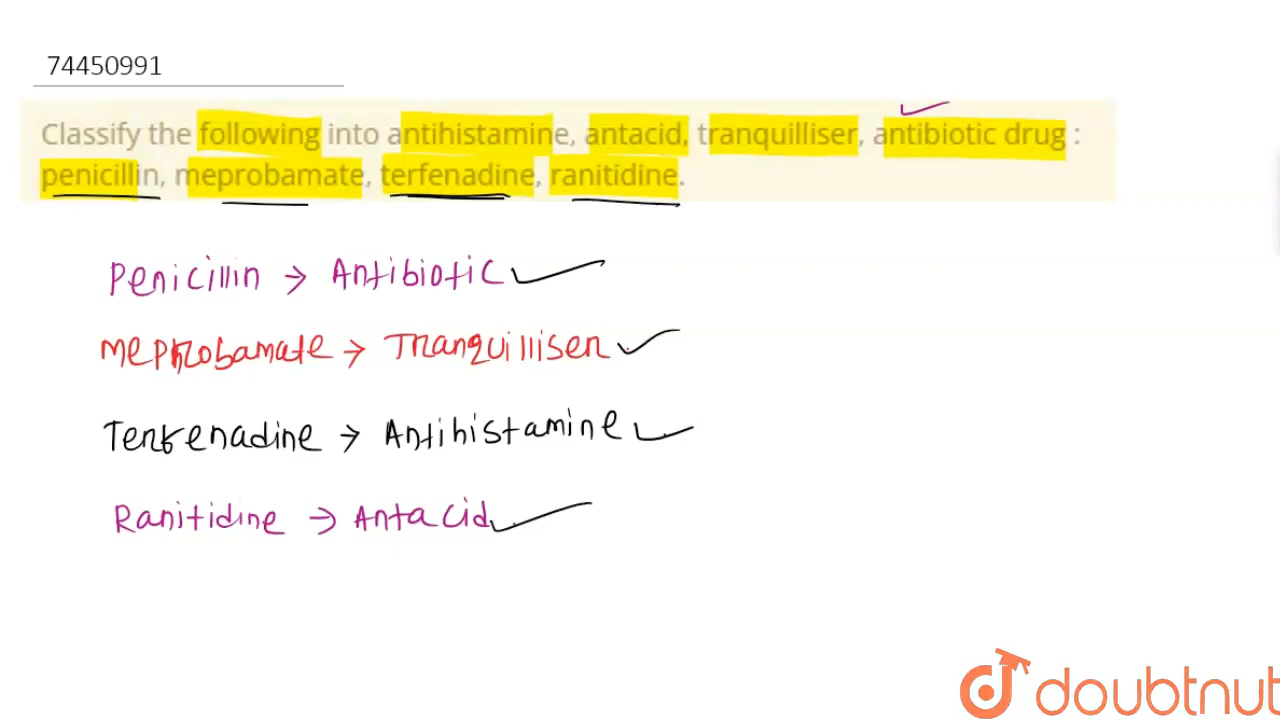 74450991
Classify the following into antihistamine, antacid, tranquilliser, antibiotic drug :
penicillin, meprobamate, terfenadine, ranitidine.
Penicillin → Antibiotic
Meprobamate → Tranquilliser
Terfenadine → Antihistamine
Ranitidine → Antacid
doubtnut